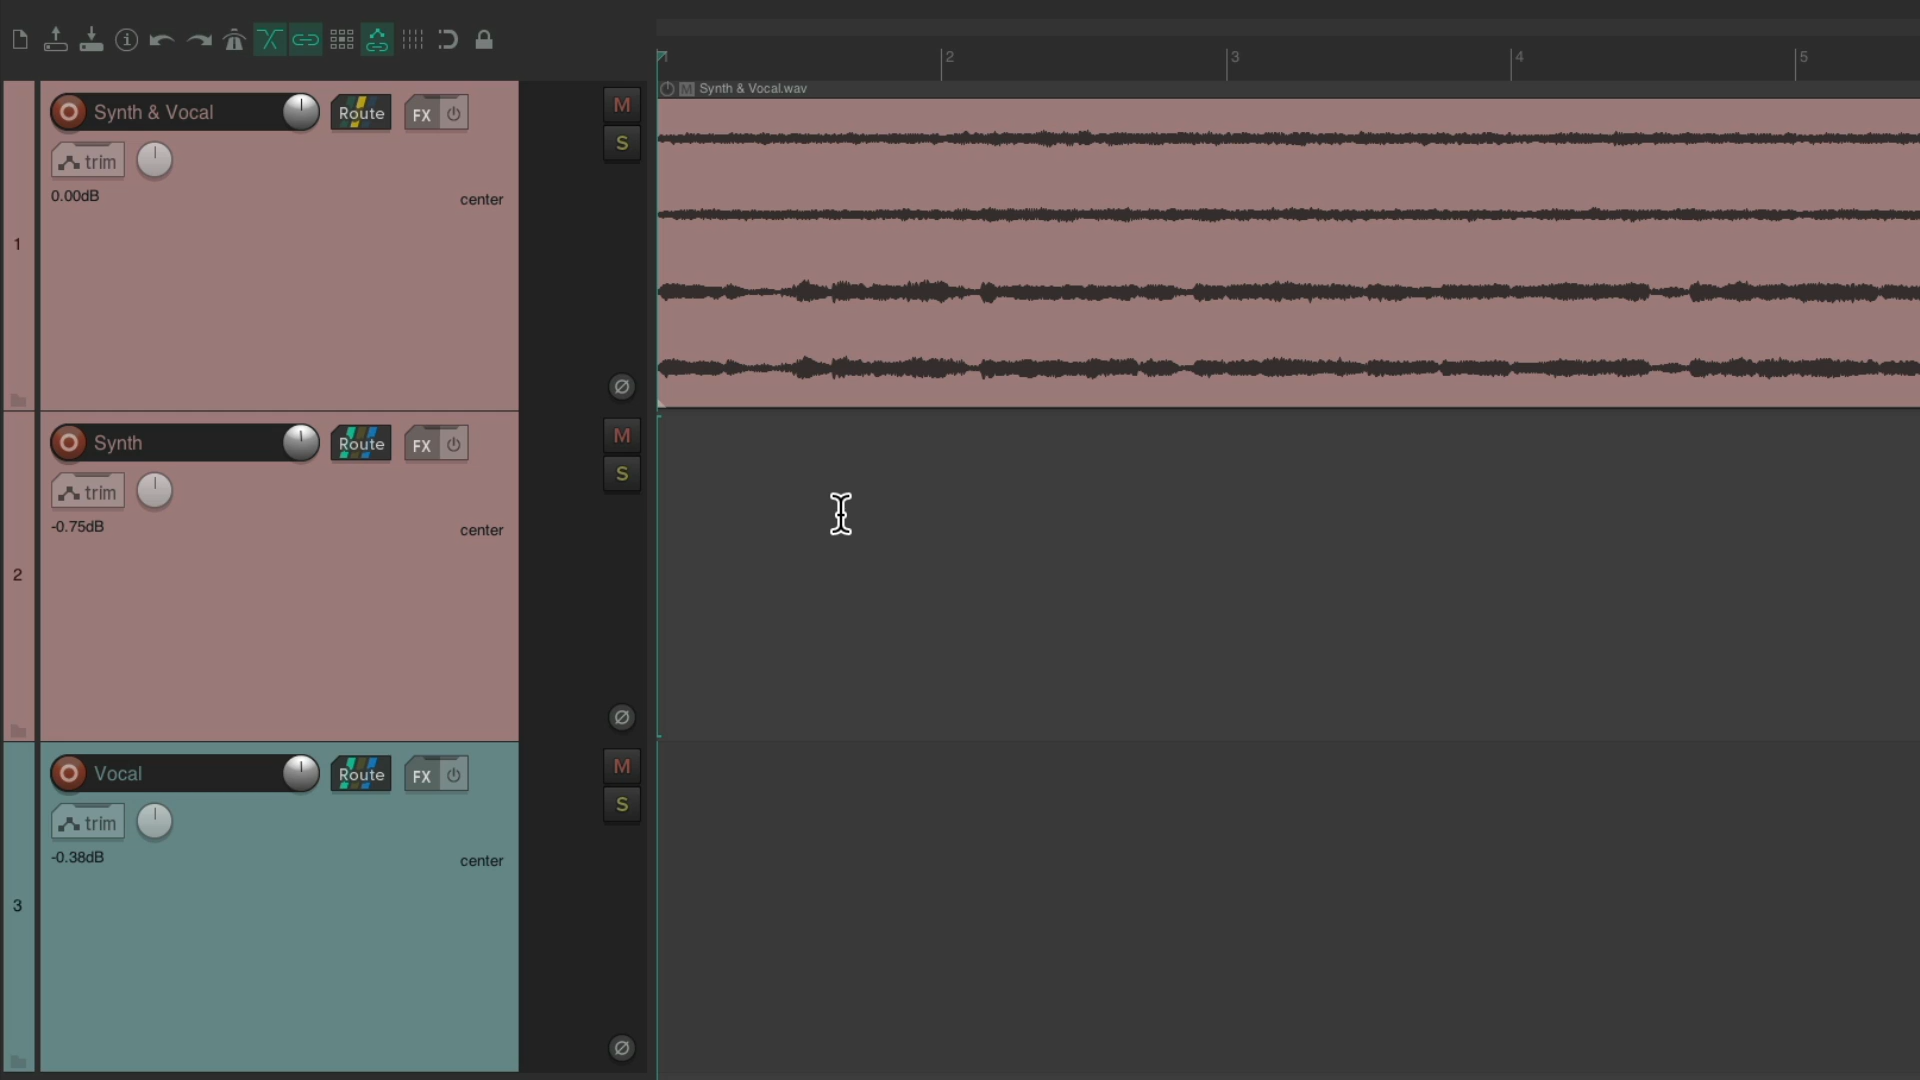 1 2 3 4 5
M Synth & Vocal.wav
Synth & Vocal Route FX M
S
trim
0.00dB center
1
Synth Route FX M
S
trim
-0.75dB center
2
Vocal Route FX M
S
trim
-0.38dB center
3